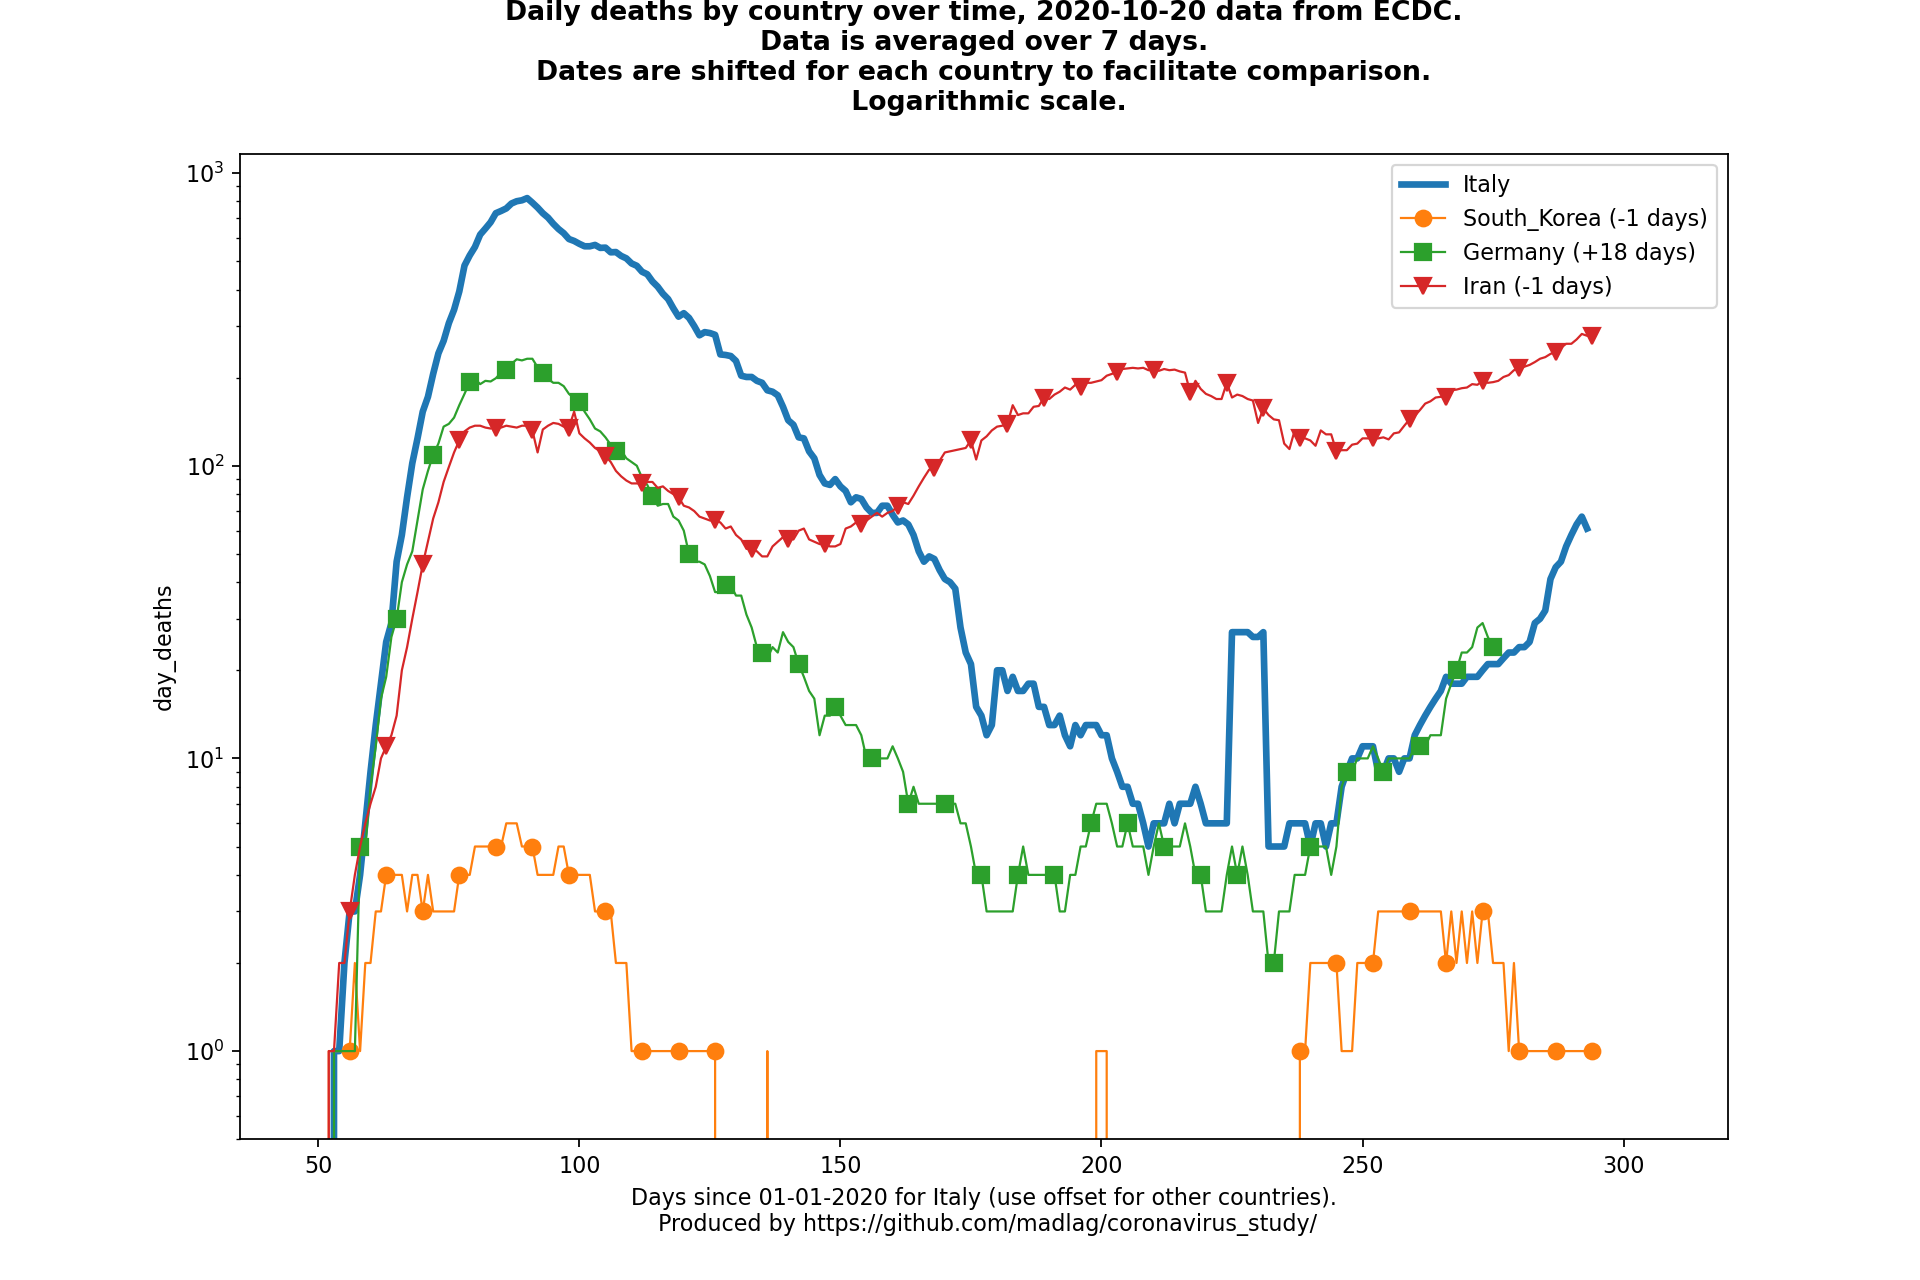 Daily deaths by country over time, 2020-10-20 data from ECDC.
Data is averaged over 7 days.
Dates are shifted for each country to facilitate comparison.
Logarithmic scale.
10³
Italy
South_Korea (-1 days)
Germany (+18 days)
Iran (-1 days)
10²
day_deaths
10¹
10⁰
50 100 150 200 250 300
Days since 01-01-2020 for Italy (use offset for other countries).
Produced by https://github.com/madlag/coronavirus_study/